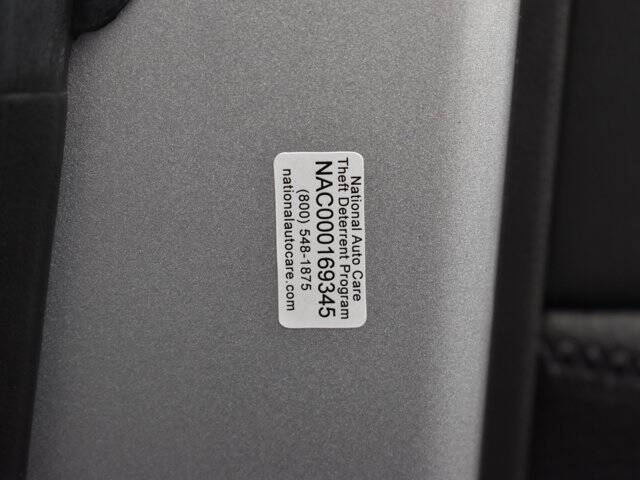 National Auto Care
Theft Deterrent Program
NAC000169345
(800) 548-1875
nationalautocare.com